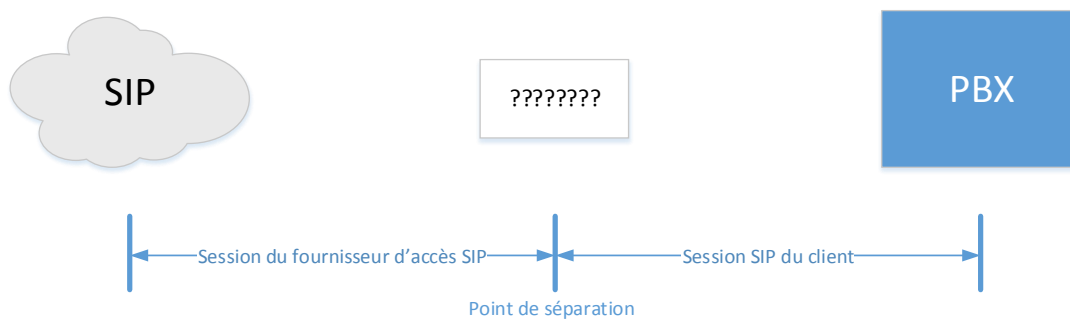 SIP
????????
PBX
Session du fournisseur d’accès SIP
Session SIP du client
Point de séparation